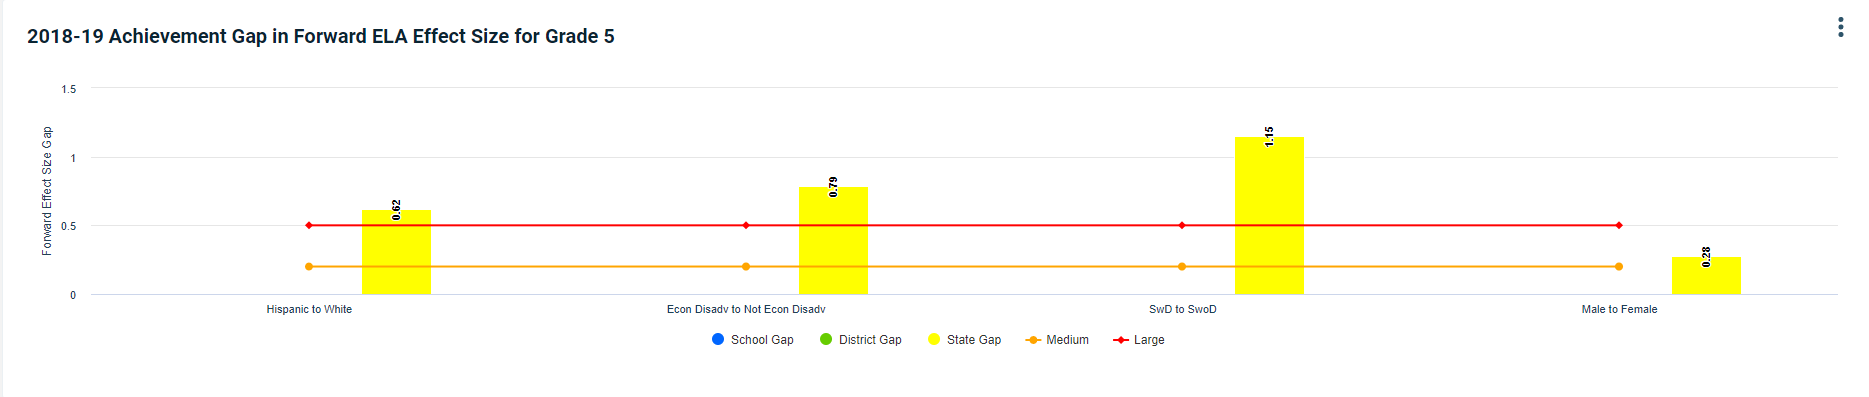 2018-19 Achievement Gap in Forward ELA Effect Size for Grade 5
Forward Effect Size Gap
1.5
1
0.5
0
0.62
0.79
1.15
0.28
Hispanic to White
Econ Disadv to Not Econ Disadv
SwD to SwoD
Male to Female
School Gap
District Gap
State Gap
Medium
Large